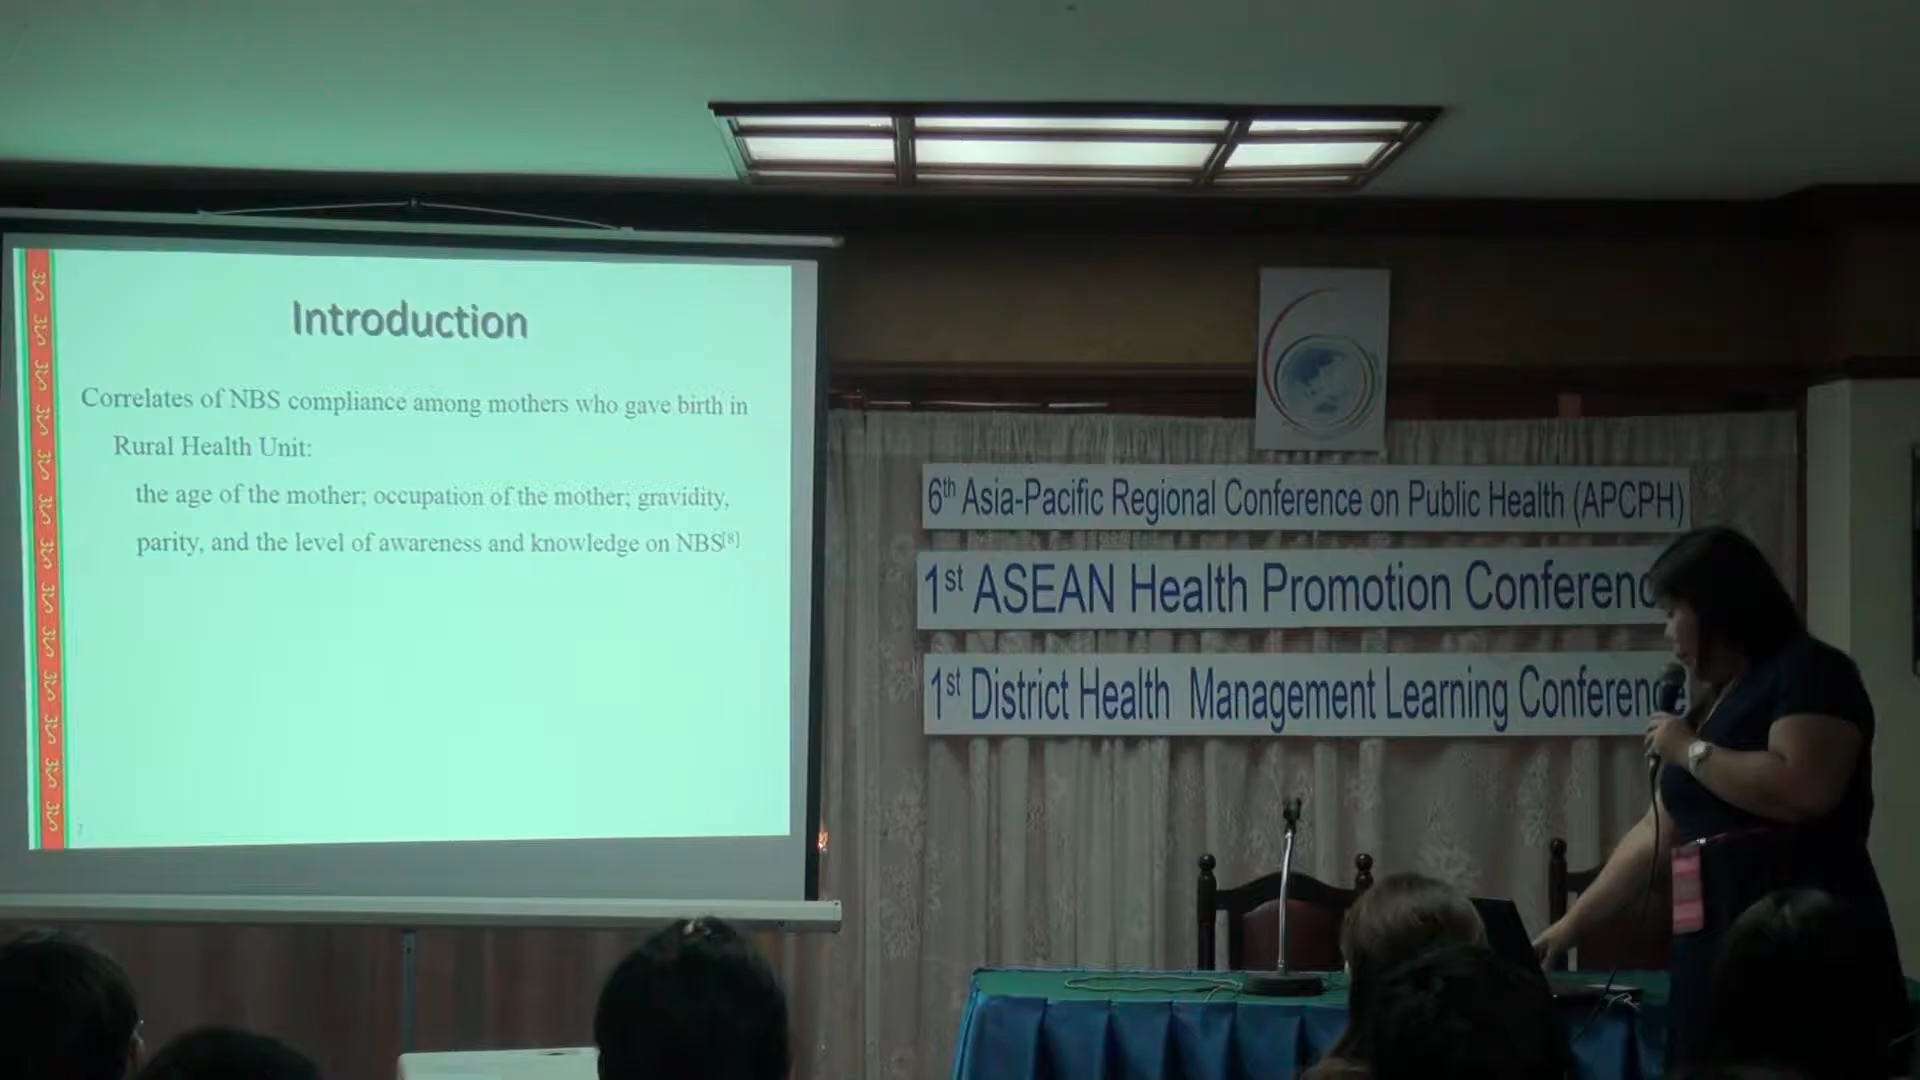 Introduction
Correlates of NBS compliance among mothers who gave birth in
Rural Health Unit:
the age of the mother; occupation of the mother; gravidity,
parity, and the level of awareness and knowledge on NBS[8]
7
6th Asia-Pacific Regional Conference on Public Health (APCPH)
1st ASEAN Health Promotion Conferenc
1st District Health Management Learning Conference